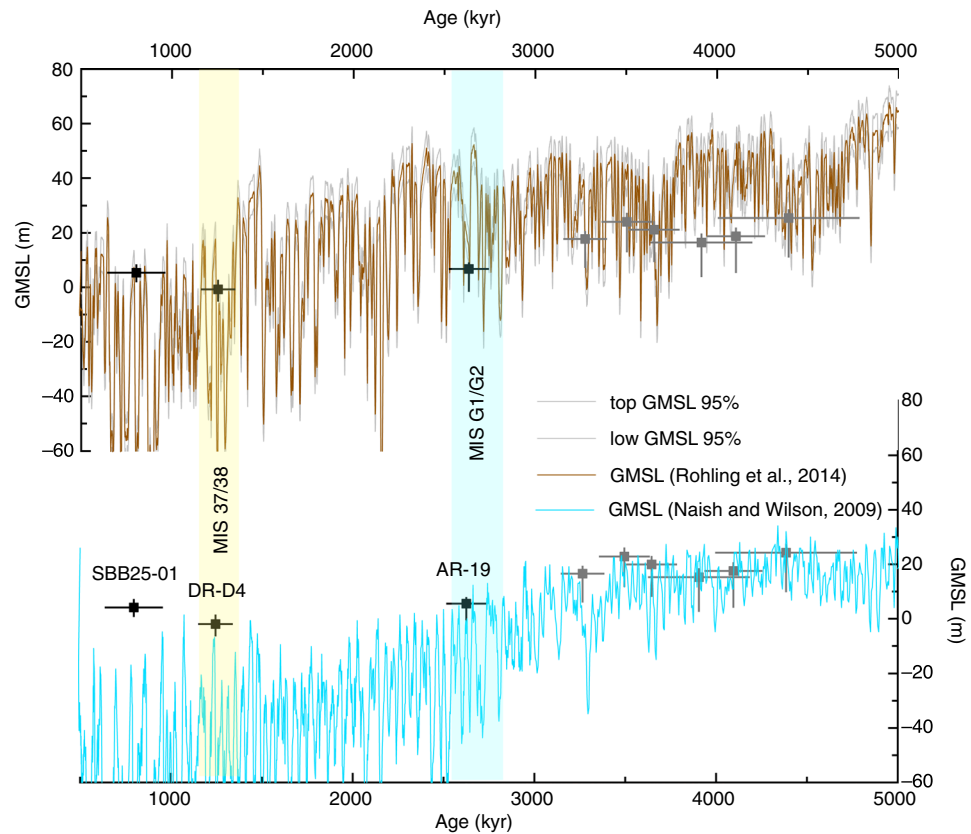 Age (kyr)
1000 2000 3000 4000 5000
80
60
40
20
0
−20
−40
−60
GMSL (m)
MIS 37/38
MIS G1/G2
top GMSL 95%
low GMSL 95%
GMSL (Rohling et al., 2014)
GMSL (Naish and Wilson, 2009)
SBB25-01
DR-D4
AR-19
80
60
40
20
0
−20
−40
−60
GMSL (m)
1000 2000 3000 4000 5000
Age (kyr)